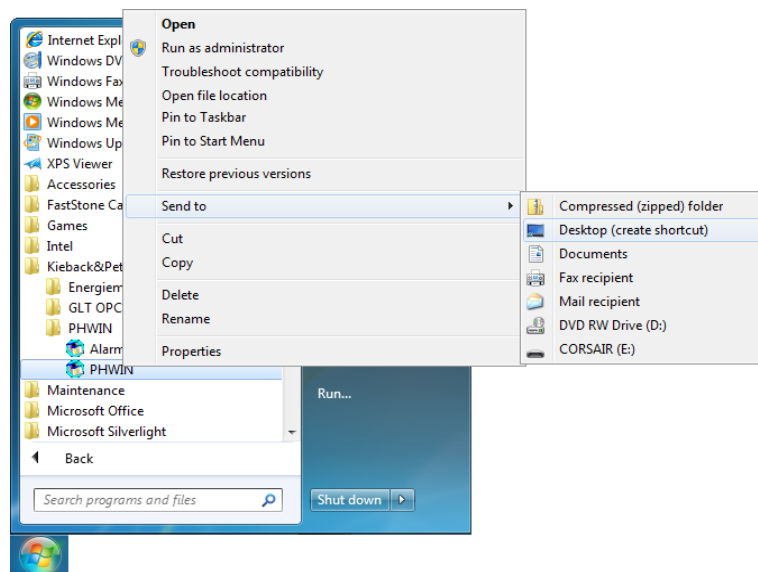 Internet Expl
Windows DV
Windows Fax
Windows Me
Windows Me
Windows Up
XPS Viewer
Accessories
FastStone Ca
Games
Intel
Kieback&Pet
Energiem
GLT OPC
PHWIN
Alarm
PHWIN
Maintenance
Microsoft Office
Microsoft Silverlight
Back
Search programs and files
Open
Run as administrator
Troubleshoot compatibility
Open file location
Pin to Taskbar
Pin to Start Menu
Restore previous versions
Send to
Cut
Copy
Delete
Rename
Properties
Compressed (zipped) folder
Desktop (create shortcut)
Documents
Fax recipient
Mail recipient
DVD RW Drive (D:)
CORSAIR (E:)
Run...
Shut down